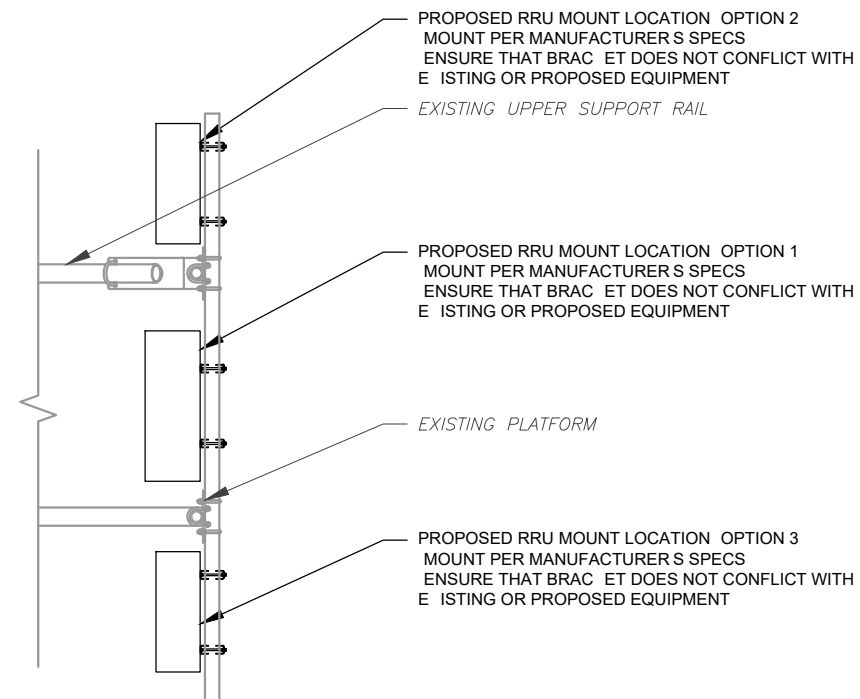 PROPOSED RRU MOUNT LOCATION OPTION 2
MOUNT PER MANUFACTURER S SPECS
ENSURE THAT BRAC ET DOES NOT CONFLICT WITH
E ISTING OR PROPOSED EQUIPMENT
EXISTING UPPER SUPPORT RAIL
PROPOSED RRU MOUNT LOCATION OPTION 1
MOUNT PER MANUFACTURER S SPECS
ENSURE THAT BRAC ET DOES NOT CONFLICT WITH
E ISTING OR PROPOSED EQUIPMENT
EXISTING PLATFORM
PROPOSED RRU MOUNT LOCATION OPTION 3
MOUNT PER MANUFACTURER S SPECS
ENSURE THAT BRAC ET DOES NOT CONFLICT WITH
E ISTING OR PROPOSED EQUIPMENT